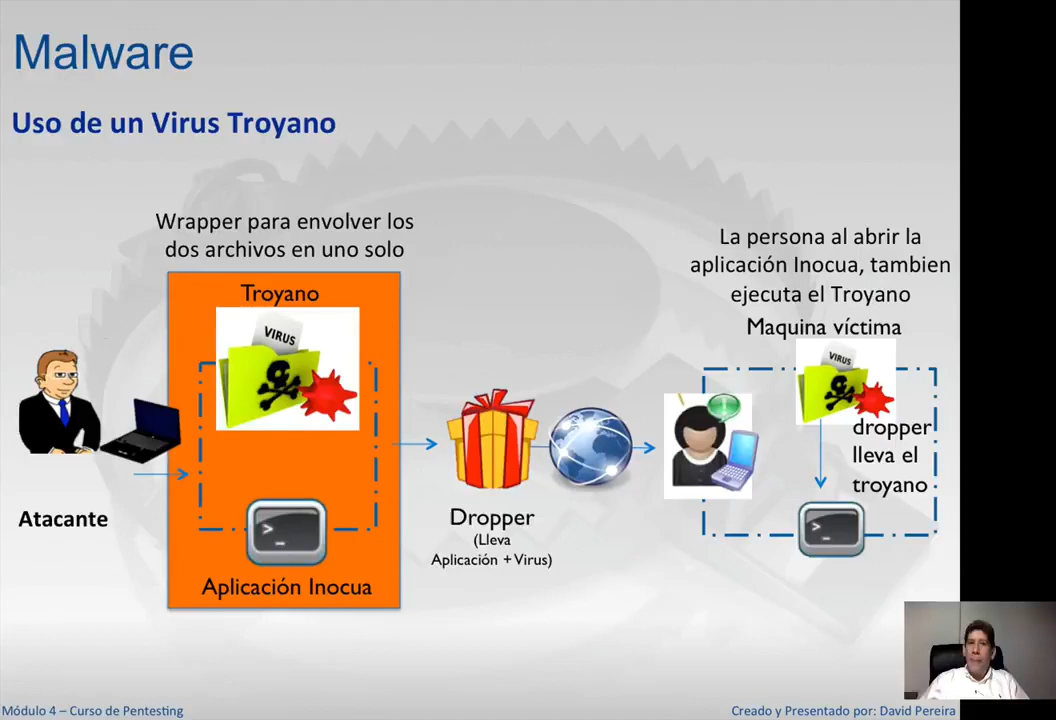 Malware
Uso de un Virus Troyano
Wrapper para envolver los
dos archivos en uno solo
Troyano
VIRUS
>_
Aplicación Inocua
Atacante
Dropper
(Lleva
Aplicación + Virus)
La persona al abrir la
aplicación Inocua, tambien
ejecuta el Troyano
Maquina víctima
VIRUS
dropper
lleva el
troyano
>_
Módulo 4 – Curso de Pentesting
Creado y Presentado por: David Pereira